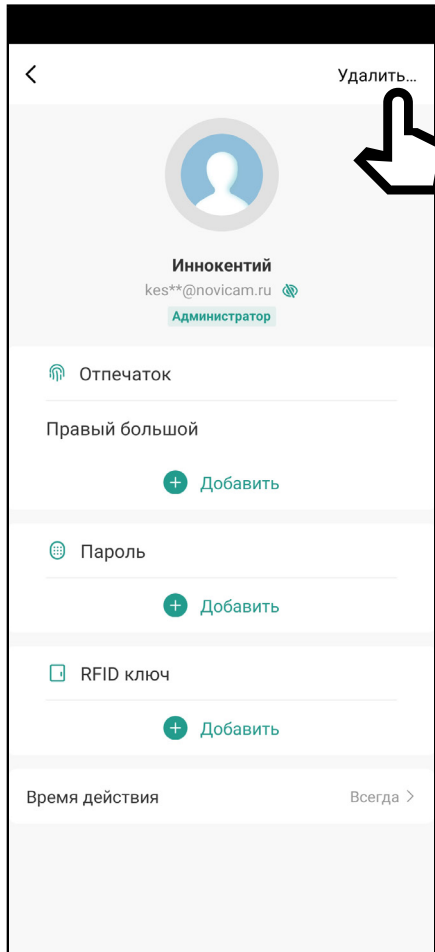 Удалить...
Иннокентий
kes**@novicam.ru
Администратор
Отпечаток
Правый большой
Добавить
Пароль
Добавить
RFID ключ
Добавить
Время действия Всегда